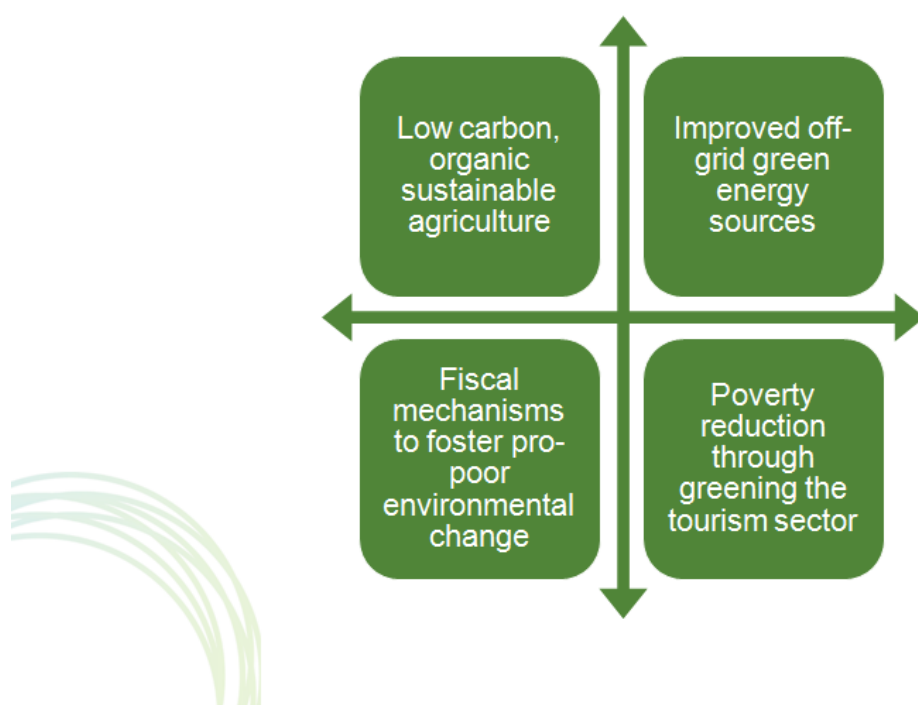 Low carbon,
organic
sustainable
agriculture
Improved off-
grid green
energy
sources
Fiscal
mechanisms
to foster pro-
poor
environmental
change
Poverty
reduction
through
greening the
tourism sector